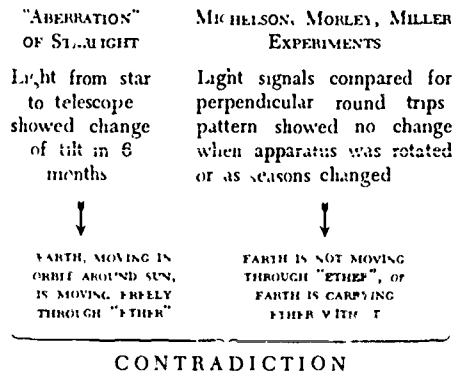 "ABERRATION"
OF STARLIGHT
Light from star
to telescope
showed change
of tilt in 6
months
EARTH, MOVING IN
ORBIT AROUND SUN,
IS MOVING FREELY
THROUGH "ETHER"
MICHELSON, MORLEY, MILLER
EXPERIMENTS
Light signals compared for
perpendicular round trips
pattern showed no change
when apparatus was rotated
or as seasons changed
EARTH IS NOT MOVING
THROUGH "ETHER", or
EARTH IS CARRYING
ETHER WITH IT
CONTRADICTION